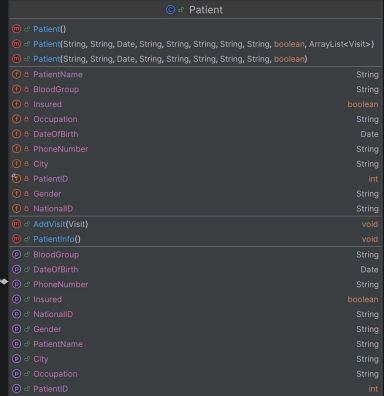 Patient
Patient()
Patient(String, String, Date, String, String, String, String, String, boolean, ArrayList<Visit>)
Patient(String, String, Date, String, String, String, String, String, boolean)
PatientName String
BloodGroup String
Insured boolean
Occupation String
DateOfBirth Date
PhoneNumber String
City String
PatientID int
Gender String
NationalID String
AddVisit(Visit) void
PatientInfo() void
BloodGroup String
DateOfBirth Date
PhoneNumber String
Insured boolean
NationalID String
Gender String
PatientName String
City String
Occupation String
PatientID int